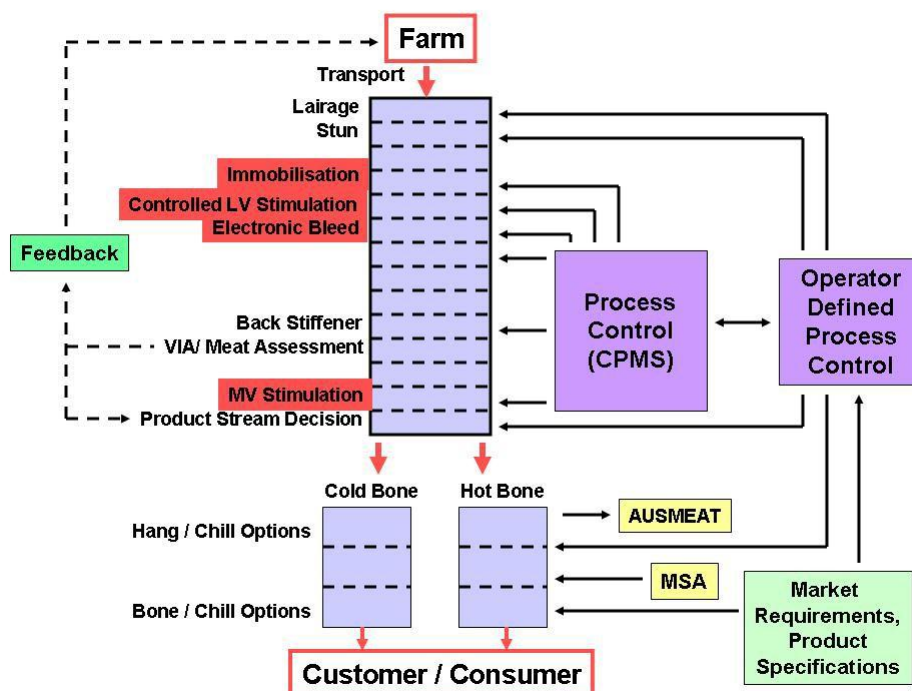 Farm
Transport
Lairage
Stun
Immobilisation
Controlled LV Stimulation
Electronic Bleed
Feedback
Process
Control
(CPMS)
Operator
Defined
Process
Control
Back Stiffener
VIA/ Meat Assessment
MV Stimulation
Product Stream Decision
Cold Bone
Hot Bone
Hang / Chill Options
AUSMEAT
MSA
Bone / Chill Options
Market
Requirements,
Product
Specifications
Customer / Consumer